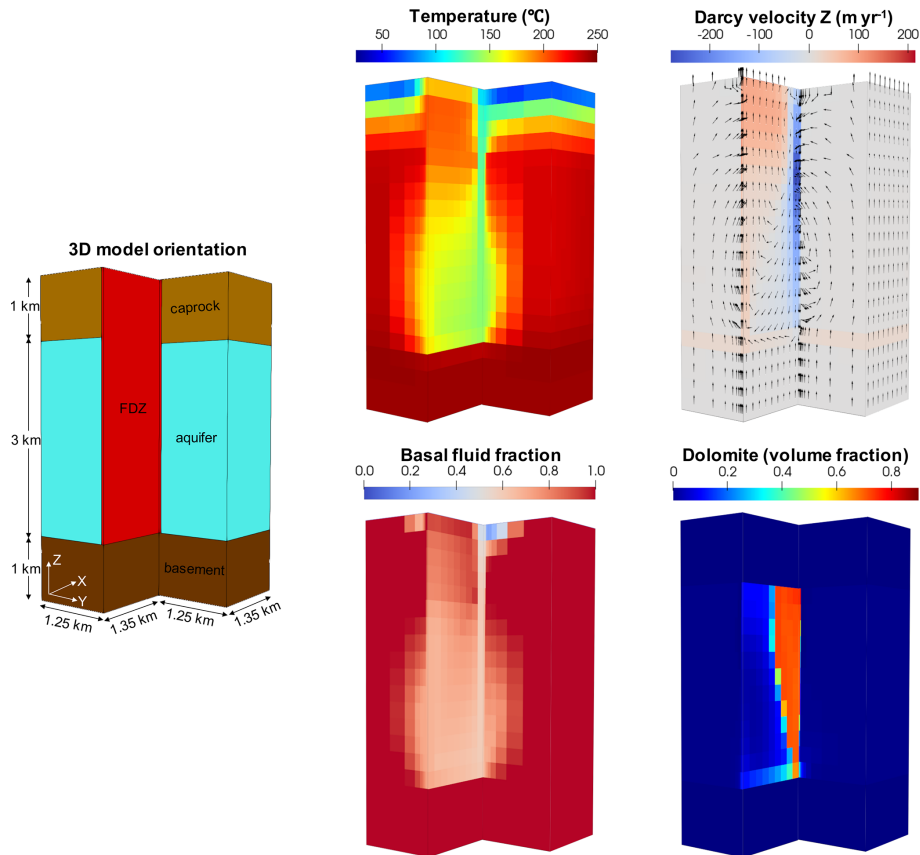 Temperature (℃)
50 100 150 200 250
Darcy velocity Z (m yr⁻¹)
-200 -100 0 100 200
3D model orientation
1 km
caprock
3 km
FDZ
aquifer
1 km
basement
Z
X
Y
1.25 km
1.35 km
1.25 km
1.35 km
Basal fluid fraction
0.0 0.2 0.4 0.6 0.8 1.0
Dolomite (volume fraction)
0 0.2 0.4 0.6 0.8